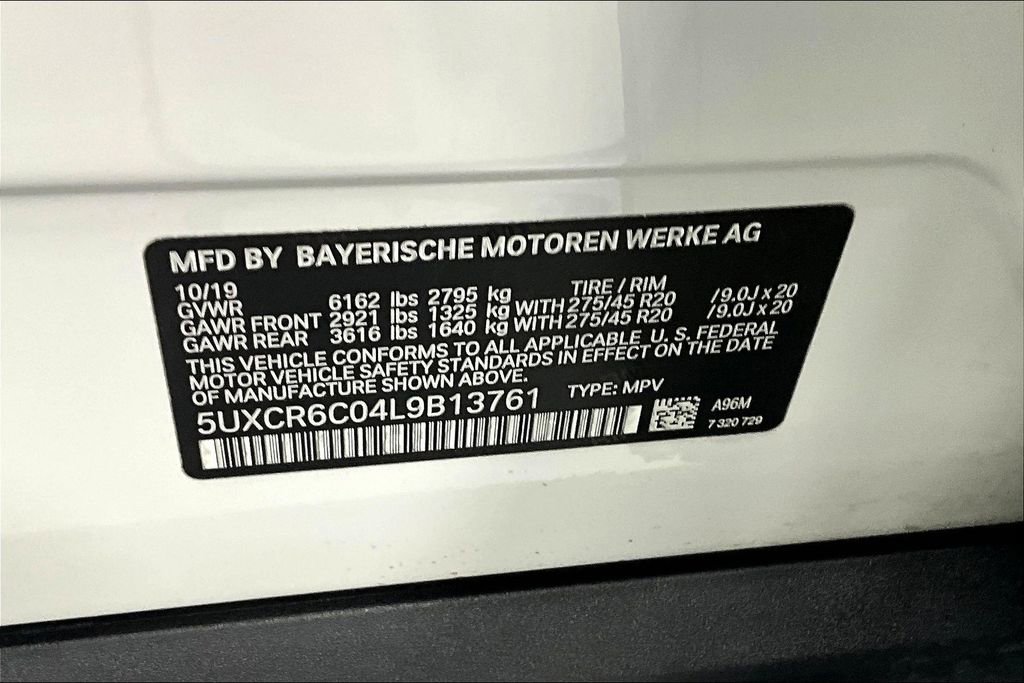 MFD BY BAYERISCHE MOTOREN WERKE AG
10/19 TIRE / RIM
GVWR 6162 lbs 2795 kg
GAWR FRONT 2921 lbs 1325 kg WITH 275/45 R20 /9.0J x 20
GAWR REAR 3616 lbs 1640 kg WITH 275/45 R20 /9.0J x 20
THIS VEHICLE CONFORMS TO ALL APPLICABLE U. S. FEDERAL
MOTOR VEHICLE SAFETY STANDARDS IN EFFECT ON THE DATE
OF MANUFACTURE SHOWN ABOVE.
5UXCR6C04L9B13761 TYPE: MPV
A96M
7 320 729